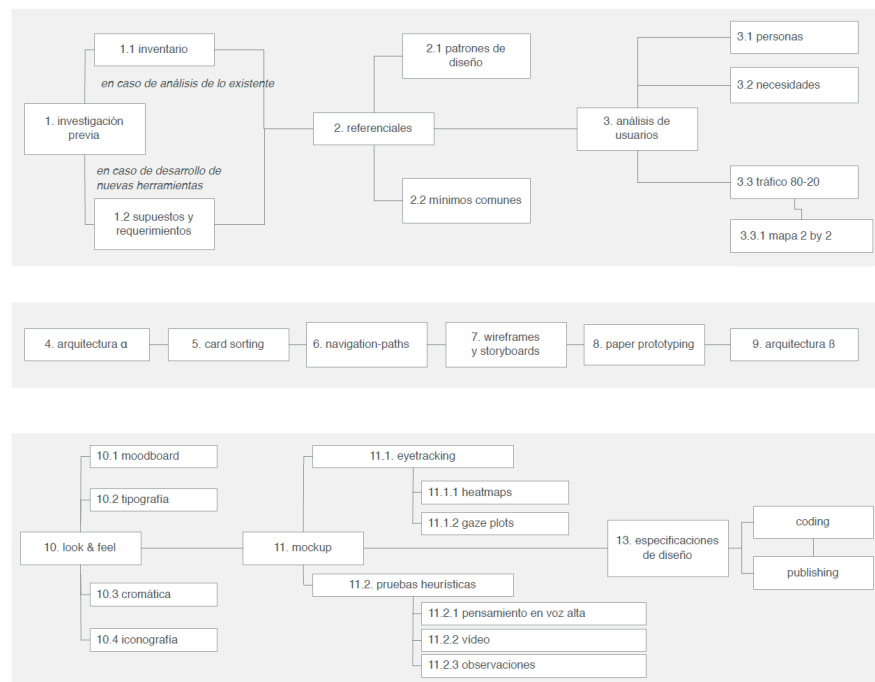 1.1 inventario
en caso de análisis de lo existente
1. investigación
previa
en caso de desarrollo de
nuevas herramientas
1.2 supuestos y
requerimientos
2.1 patrones de
diseño
2. referenciales
2.2 mínimos comunes
3.1 personas
3.2 necesidades
3. análisis de
usuarios
3.3 tráfico 80-20
3.3.1 mapa 2 by 2
4. arquitectura α
5. card sorting
6. navigation-paths
7. wireframes
y storyboards
8. paper prototyping
9. arquitectura ß
10.1 moodboard
10.2 tipografía
10. look & feel
10.3 cromática
10.4 iconografía
11.1. eyetracking
11.1.1 heatmaps
11.1.2 gaze plots
11. mockup
11.2. pruebas heurísticas
11.2.1 pensamiento en voz alta
11.2.2 vídeo
11.2.3 observaciones
13. especificaciones
de diseño
coding
publishing